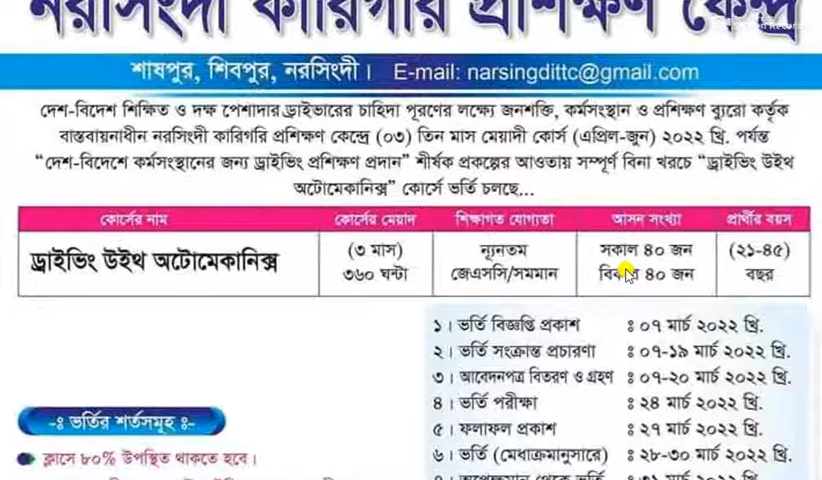 নরসিংদী কারিগরি প্রশিক্ষণ কেন্দ্র
শাষপুর, শিবপুর, নরসিংদী। E-mail: narsingdittc@gmail.com
দেশ-বিদেশ শিক্ষিত ও দক্ষ পেশাদার ড্রাইভারের চাহিদা পূরণের লক্ষ্যে জনশক্তি, কর্মসংস্থান ও প্রশিক্ষণ ব্যুরো কর্তৃক
বাস্তবায়নাধীন নরসিংদী কারিগরি প্রশিক্ষণ কেন্দ্রে (০৩) তিন মাস মেয়াদী কোর্স (এপ্রিল-জুন) ২০২২ খ্রি. পর্যন্ত
“দেশ-বিদেশে কর্মসংস্থানের জন্য ড্রাইভিং প্রশিক্ষণ প্রদান” শীর্ষক প্রকল্পের আওতায় সম্পূর্ণ বিনা খরচে “ড্রাইভিং উইথ
অটোমেকানিক্স” কোর্সে ভর্তি চলছে...
কোর্সের নাম কোর্সের মেয়াদ শিক্ষাগত যোগ্যতা আসন সংখ্যা প্রার্থীর বয়স
ড্রাইভিং উইথ অটোমেকানিক্স (৩ মাস) ৩৬০ ঘন্টা ন্যূনতম জেএসসি/সমমান সকাল ৪০ জন বিকাল ৪০ জন (২১-৪৫) বছর
১। ভর্তি বিজ্ঞপ্তি প্রকাশ ঃ ০৭ মার্চ ২০২২ খ্রি.
২। ভর্তি সংক্রান্ত প্রচারণা ঃ ০৭-১৯ মার্চ ২০২২ খ্রি.
৩। আবেদনপত্র বিতরণ ও গ্রহণ ঃ ০৭-২০ মার্চ ২০২২ খ্রি.
৪। ভর্তি পরীক্ষা ঃ ২৪ মার্চ ২০২২ খ্রি.
৫। ফলাফল প্রকাশ ঃ ২৭ মার্চ ২০২২ খ্রি.
৬। ভর্তি (মেধাক্রমানুসারে) ঃ ২৮-৩০ মার্চ ২০২২ খ্রি.
-ঃ ভর্তির শর্তসমূহ ঃ-
ক্লাসে ৮০% উপস্থিত থাকতে হবে।